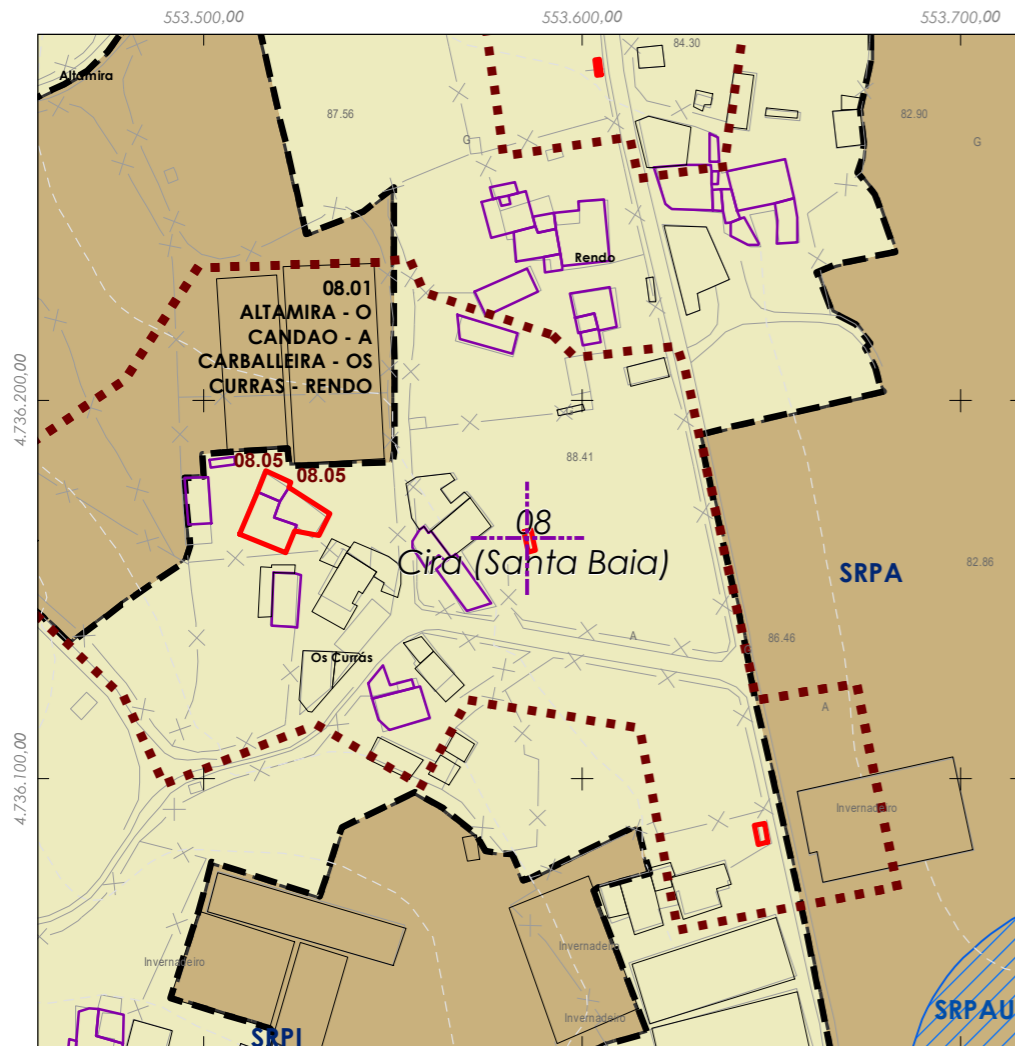 553.500,00
553.600,00
553.700,00
Altamira
84.30
87.56
82.90
G
G
Rendo
08.01
ALTAMIRA - O
CANDAO - A
CARBALLEIRA - OS
CURRAS - RENDO
4.736.200,00
G
88.41
08.05
08.05
08
Cira (Santa Baia)
SRPA
82.86
A
86.46
G
Os Currás
A
4.736.100,00
Invernadeiro
Invernadeiro
Invernadeiro
SRPAU
Invernadeiro
SRPI